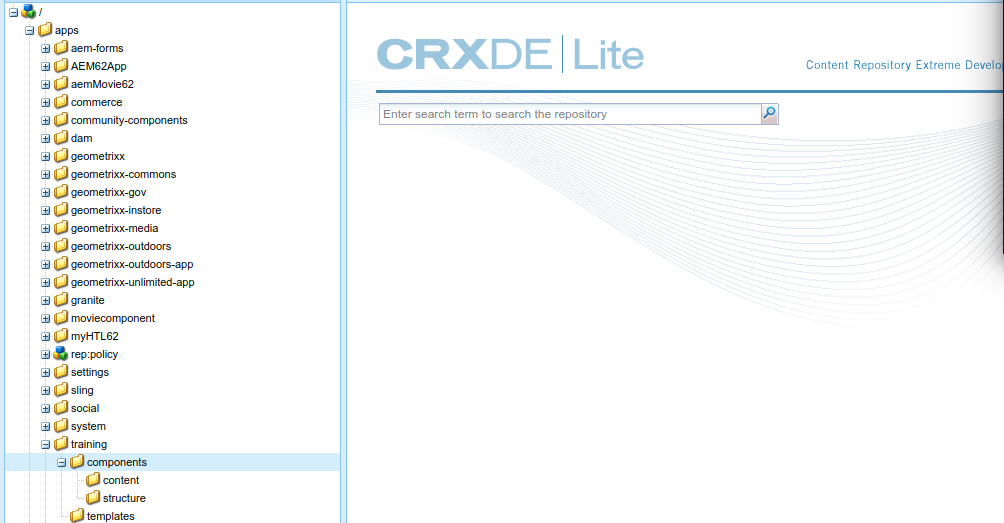 /
apps
aem-forms
AEM62App
aemMovie62
commerce
community-components
dam
geometrixx
geometrixx-commons
geometrixx-gov
geometrixx-instore
geometrixx-media
geometrixx-outdoors
geometrixx-outdoors-app
geometrixx-unlimited-app
granite
moviecomponent
myHTL62
rep:policy
settings
sling
social
system
training
components
content
structure
templates
CRXDE | Lite
Content Repository Extreme Develo
Enter search term to search the repository